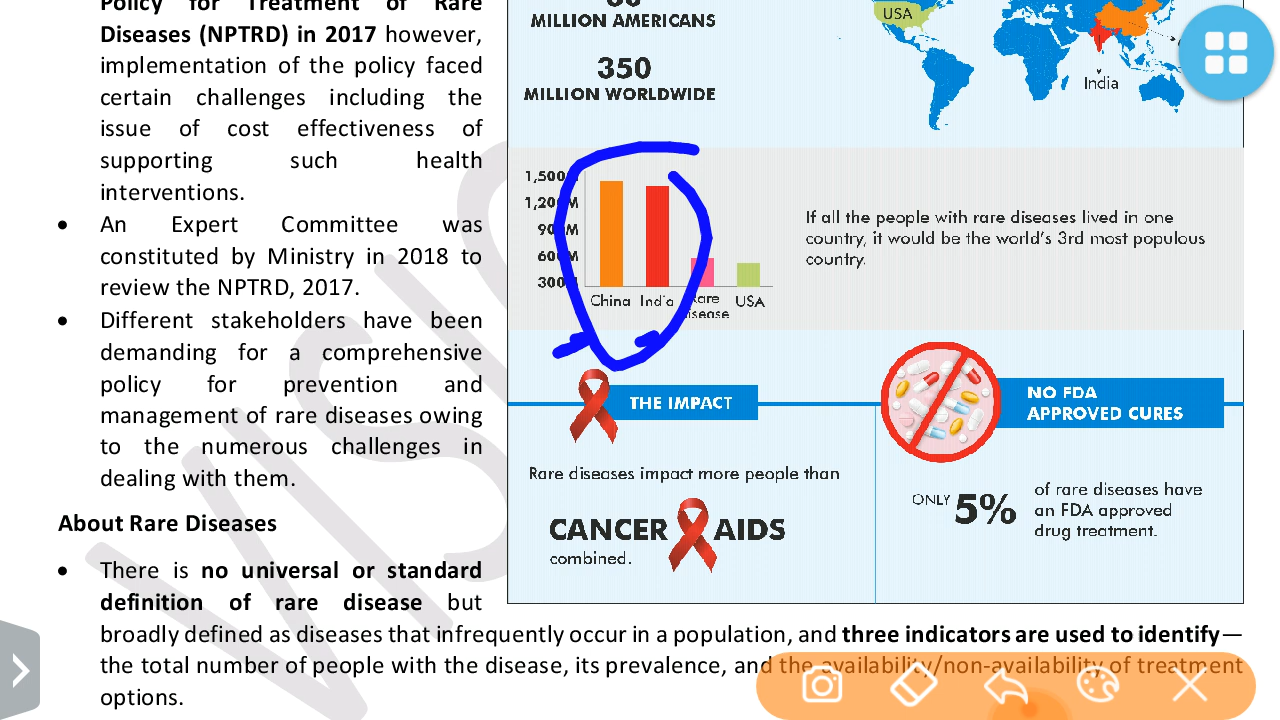 Policy for Treatment of Rare
Diseases (NPTRD) in 2017 however,
implementation of the policy faced
certain challenges including the
issue of cost effectiveness of
supporting such health
interventions.
• An Expert Committee was
constituted by Ministry in 2018 to
review the NPTRD, 2017.
• Different stakeholders have been
demanding for a comprehensive
policy for prevention and
management of rare diseases owing
to the numerous challenges in
dealing with them.
About Rare Diseases
• There is no universal or standard
definition of rare disease but
broadly defined as diseases that infrequently occur in a population, and three indicators are used to identify—
the total number of people with the disease, its prevalence, and the availability/non-availability of treatment
options.
MILLION AMERICANS
350
MILLION WORLDWIDE
USA
India
1,500M
1,200M
900M
600M
300M
China India Rare disease USA
If all the people with rare diseases lived in one
country, it would be the world's 3rd most populous
country.
THE IMPACT
Rare diseases impact more people than
CANCER AIDS
combined.
NO FDA
APPROVED CURES
ONLY 5%
of rare diseases have
an FDA approved
drug treatment.